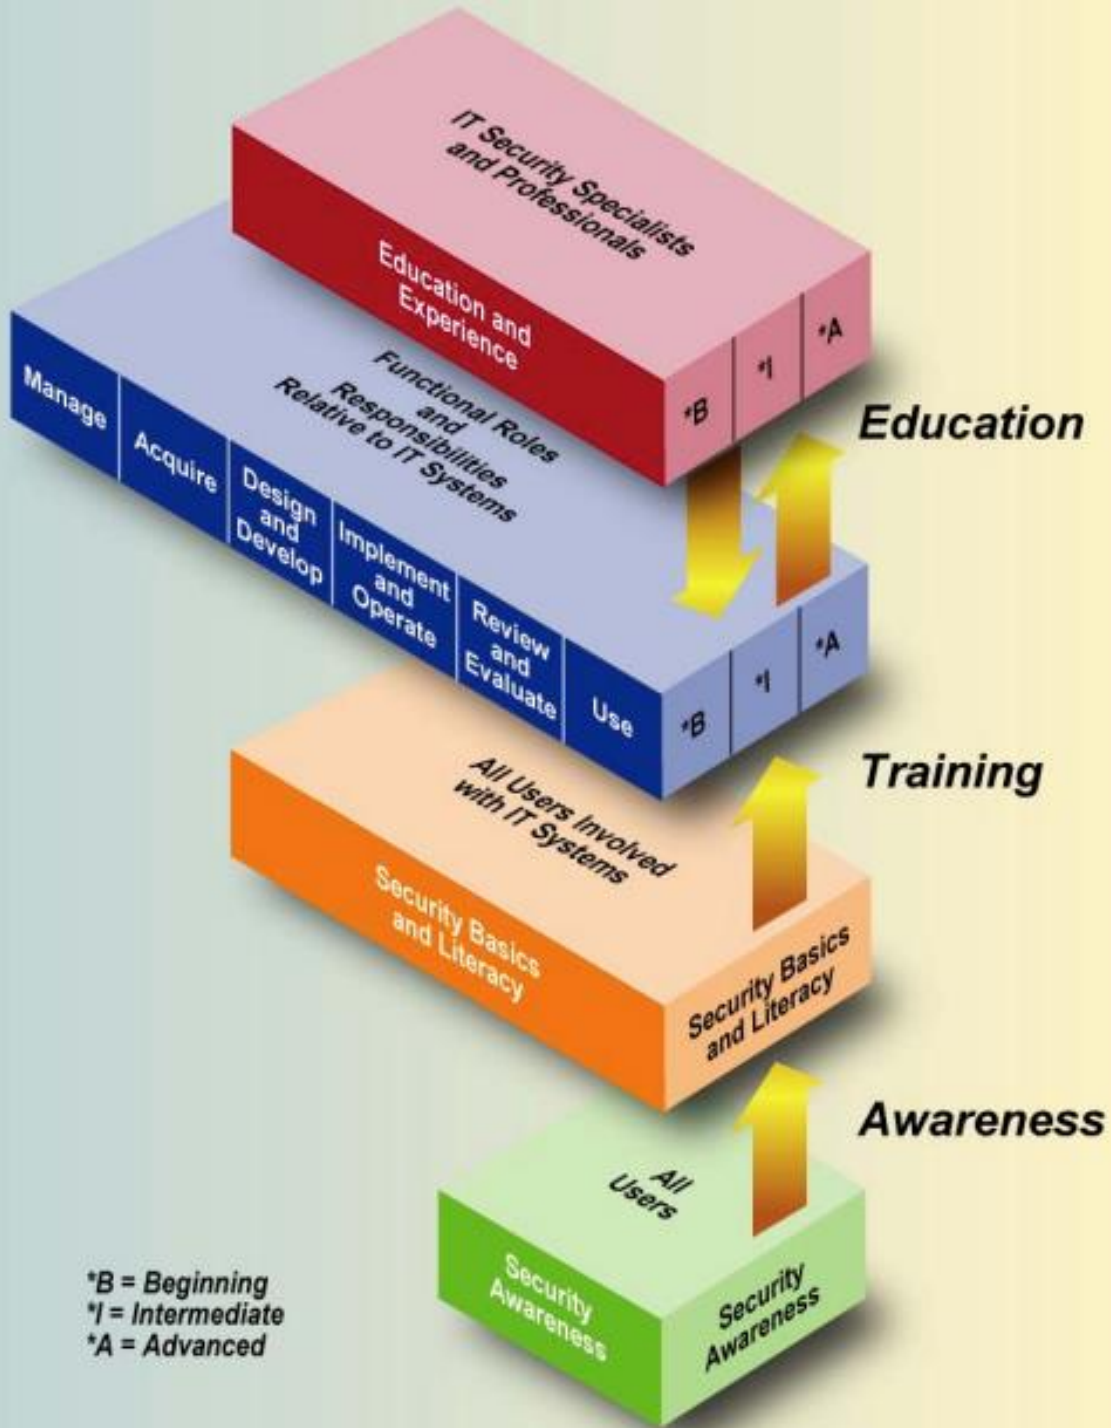 IT Security Specialists
and Professionals
Education and
Experience
*B
*I
*A
Education
Functional Roles
and
Responsibilities
Relative to IT Systems
Manage
Acquire
Design
and
Develop
Implement
and
Operate
Review
and
Evaluate
Use
*B
*I
*A
Training
All Users Involved
with IT Systems
Security Basics
and Literacy
Security Basics
and Literacy
Awareness
All
Users
Security
Awareness
Security
Awareness
*B = Beginning
*I = Intermediate
*A = Advanced